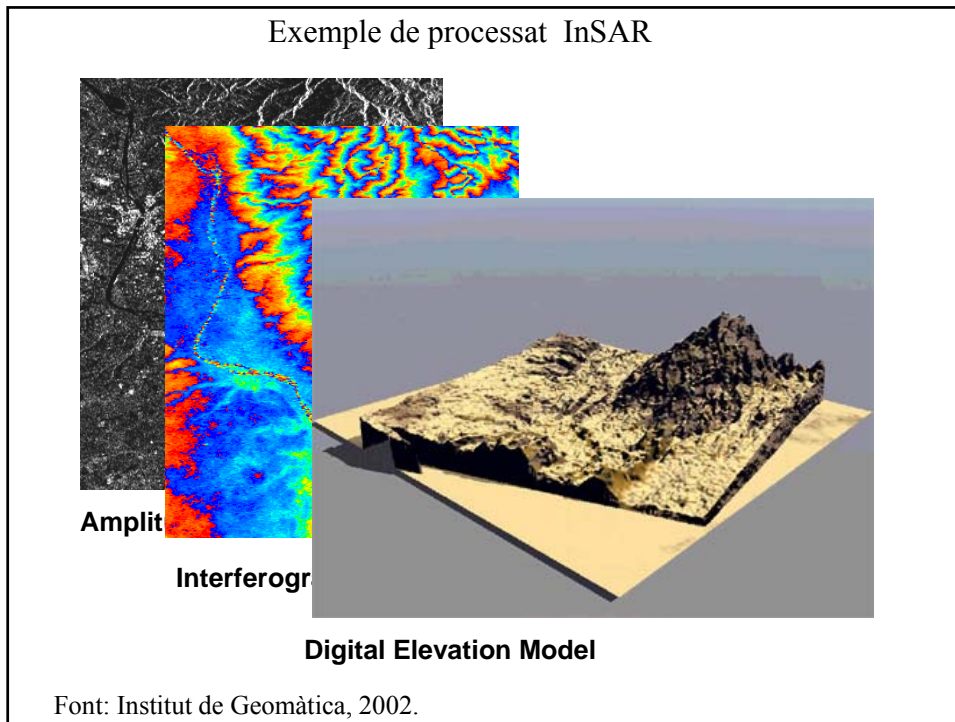 Exemple de processat InSAR
Amplit
Interferogra
Digital Elevation Model
Font: Institut de Geomàtica, 2002.